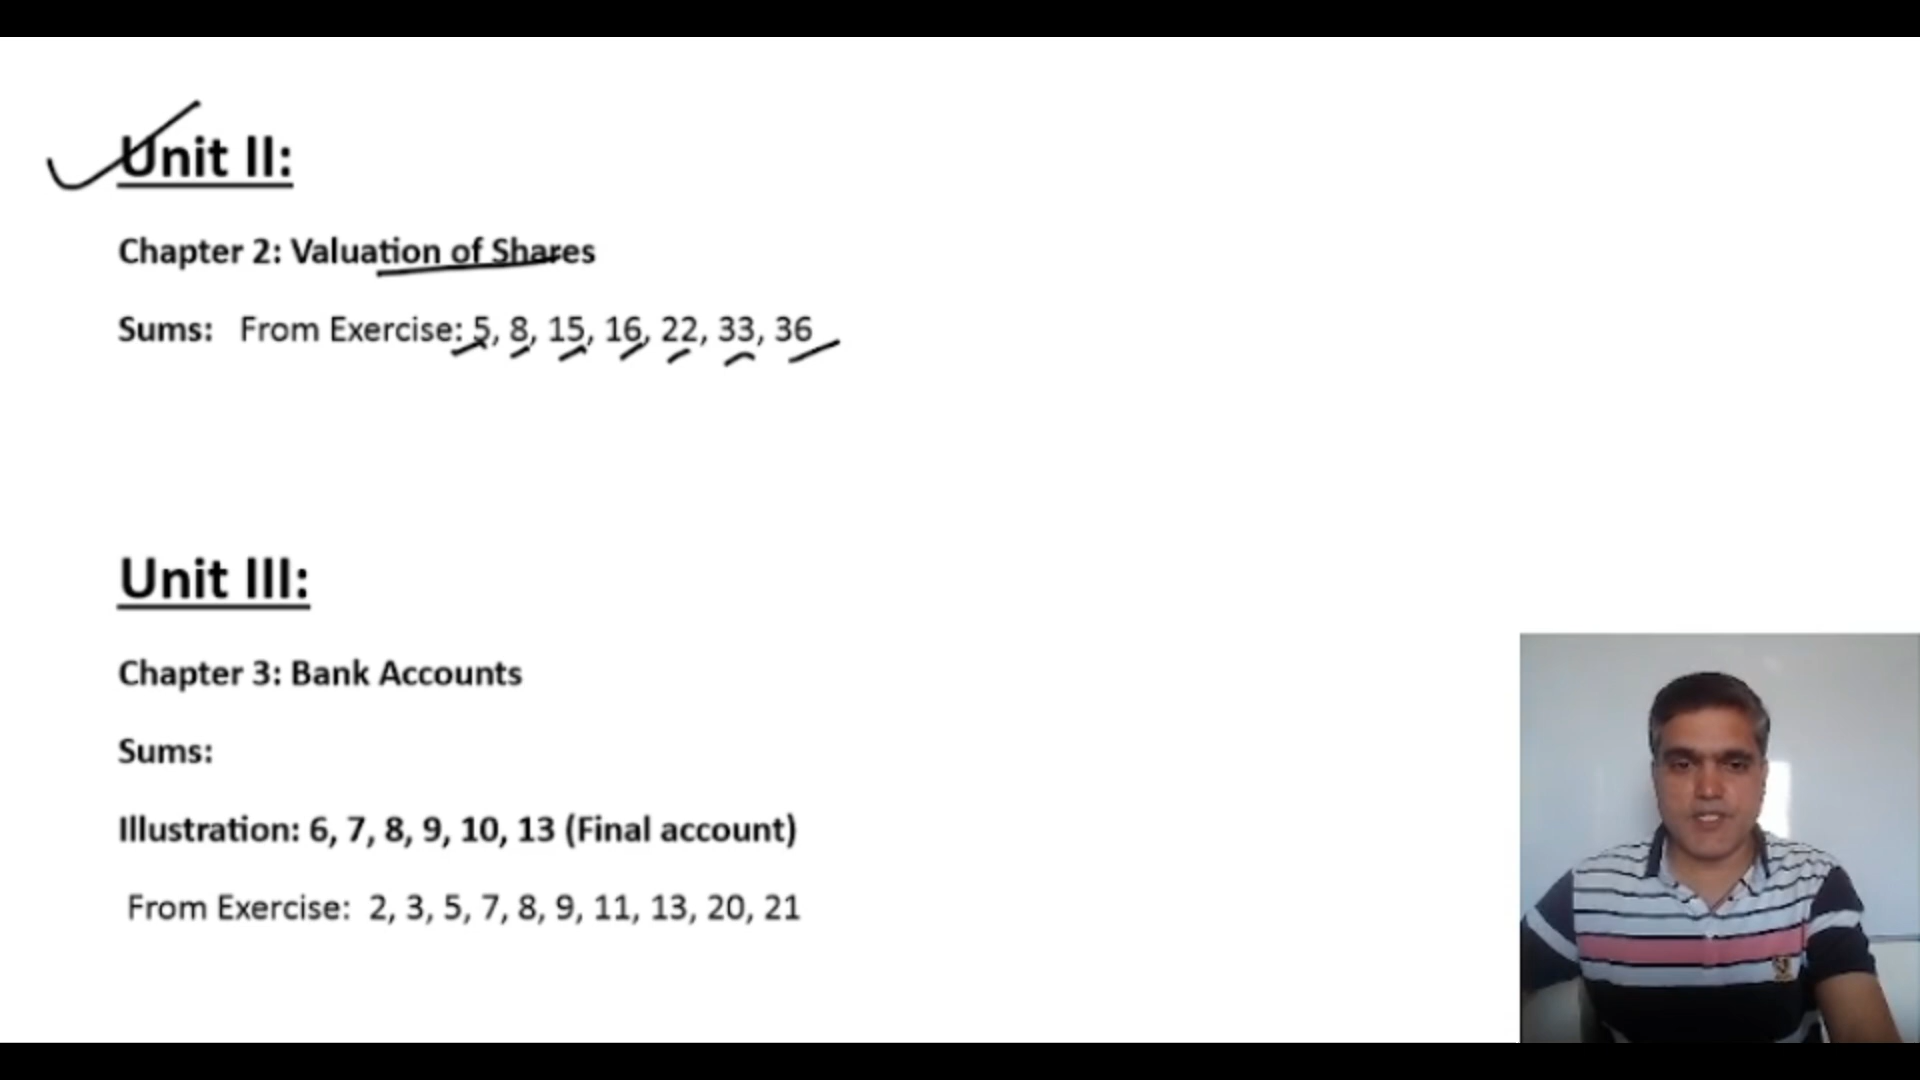 Unit II:
Chapter 2: Valuation of Shares
Sums: From Exercise: 5, 8, 15, 16, 22, 33, 36
Unit III:
Chapter 3: Bank Accounts
Sums:
Illustration: 6, 7, 8, 9, 10, 13 (Final account)
From Exercise: 2, 3, 5, 7, 8, 9, 11, 13, 20, 21